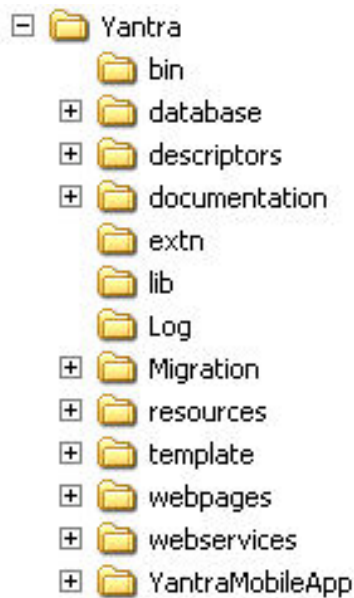 Yantra
bin
database
descriptors
documentation
extn
lib
Log
Migration
resources
template
webpages
webservices
YantraMobileApp